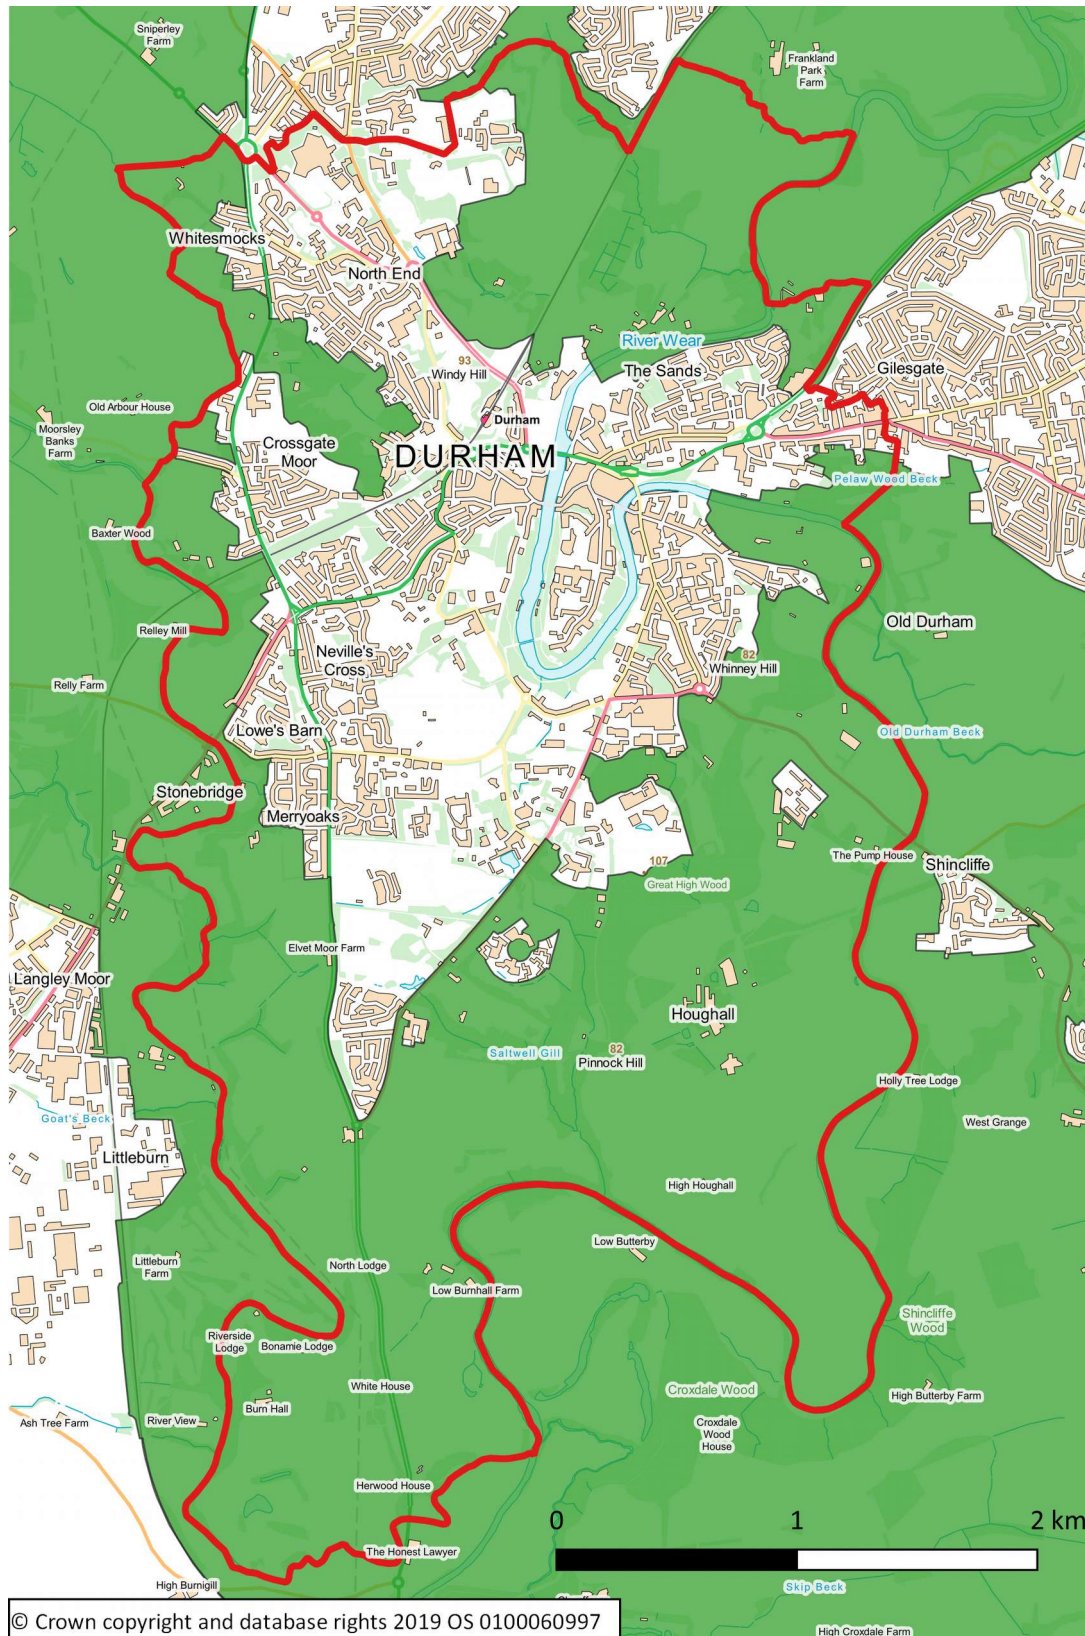 Sniperley
Farm
Frankland
Park
Farm
Whitesmocks
North End
River Wear
93
Windy Hill
The Sands
Gilesgate
Old Arbour House
Durham
Moorsley
Banks
Farm
Crossgate
Moor
DURHAM
Pelaw Wood Beck
Baxter Wood
Relley Mill
Old Durham
Neville's
Cross
82
Whinney Hill
Relly Farm
Lowe's Barn
Old Durham Beck
Stonebridge
Merryoaks
The Pump House
Shincliffe
107
Great High Wood
Elvet Moor Farm
Langley Moor
Houghall
Saltwell Gill
82
Pinnock Hill
Holly Tree Lodge
Goat's Beck
West Grange
Littleburn
High Houghall
Low Butterby
Littleburn
Farm
North Lodge
Low Burnhall Farm
Shincliffe
Wood
Riverside
Lodge
Bonamie Lodge
White House
Croxdale Wood
High Butterby Farm
Burn Hall
Ash Tree Farm
River View
Croxdale
Wood
House
Herwood House
0 1 2 km
The Honest Lawyer
High Burnigill
Skip Beck
© Crown copyright and database rights 2019 OS 0100060997
High Croxdale Farm